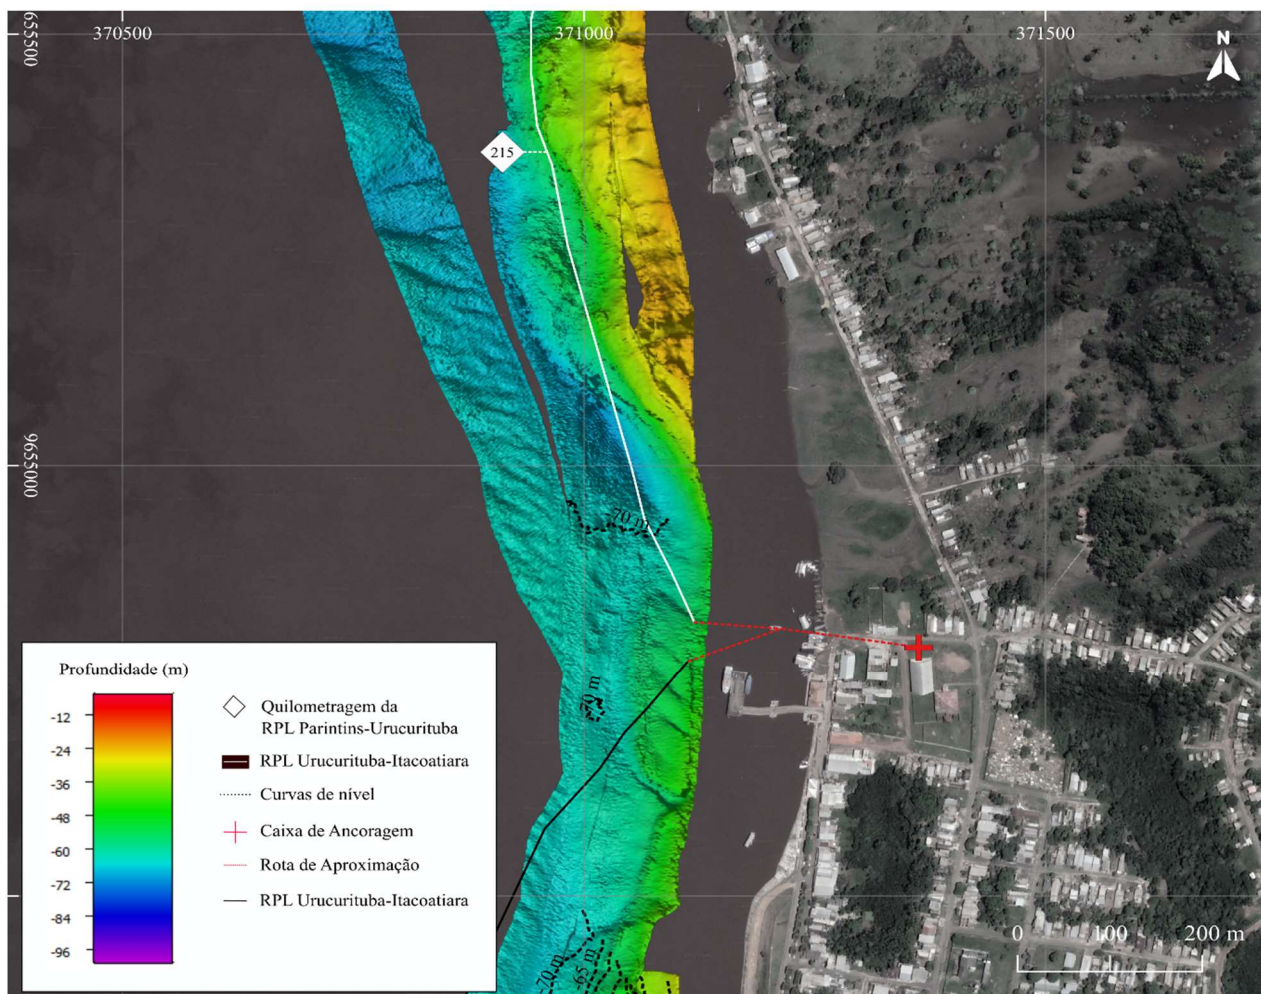 370500
371000
371500
9655500
N
215
9655000
-70 m
-70 m
-70 m
-65 m
Profundidade (m)
-12
-24
-36
-48
-60
-72
-84
-96
Quilometragem da
RPL Parintins-Urucurituba
RPL Urucurituba-Itacoatiara
Curvas de nível
Caixa de Ancoragem
Rota de Aproximação
RPL Urucurituba-Itacoatiara
0 100 200 m